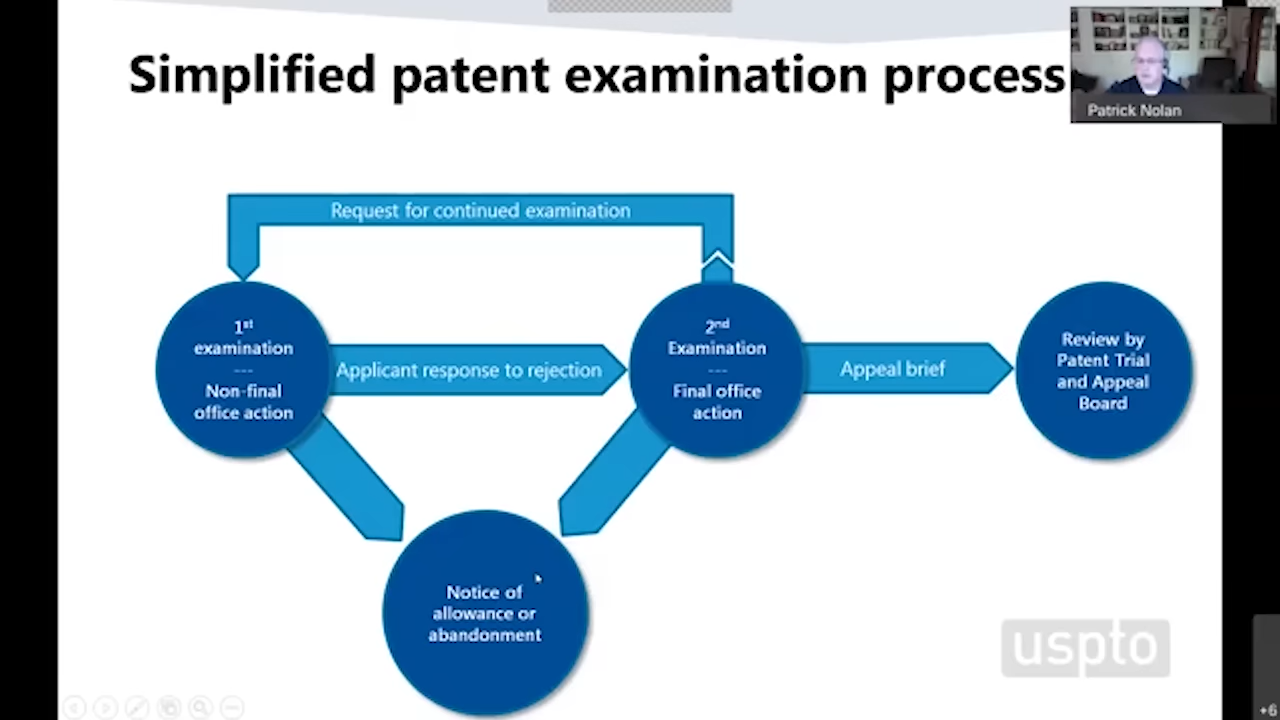 Simplified patent examination process
Patrick Nolan
Request for continued examination
1st
examination
---
Non-final
office action
Applicant response to rejection
2nd
Examination
---
Final office
action
Appeal brief
Review by
Patent Trial
and Appeal
Board
Notice of
allowance or
abandonment
uspto
+6